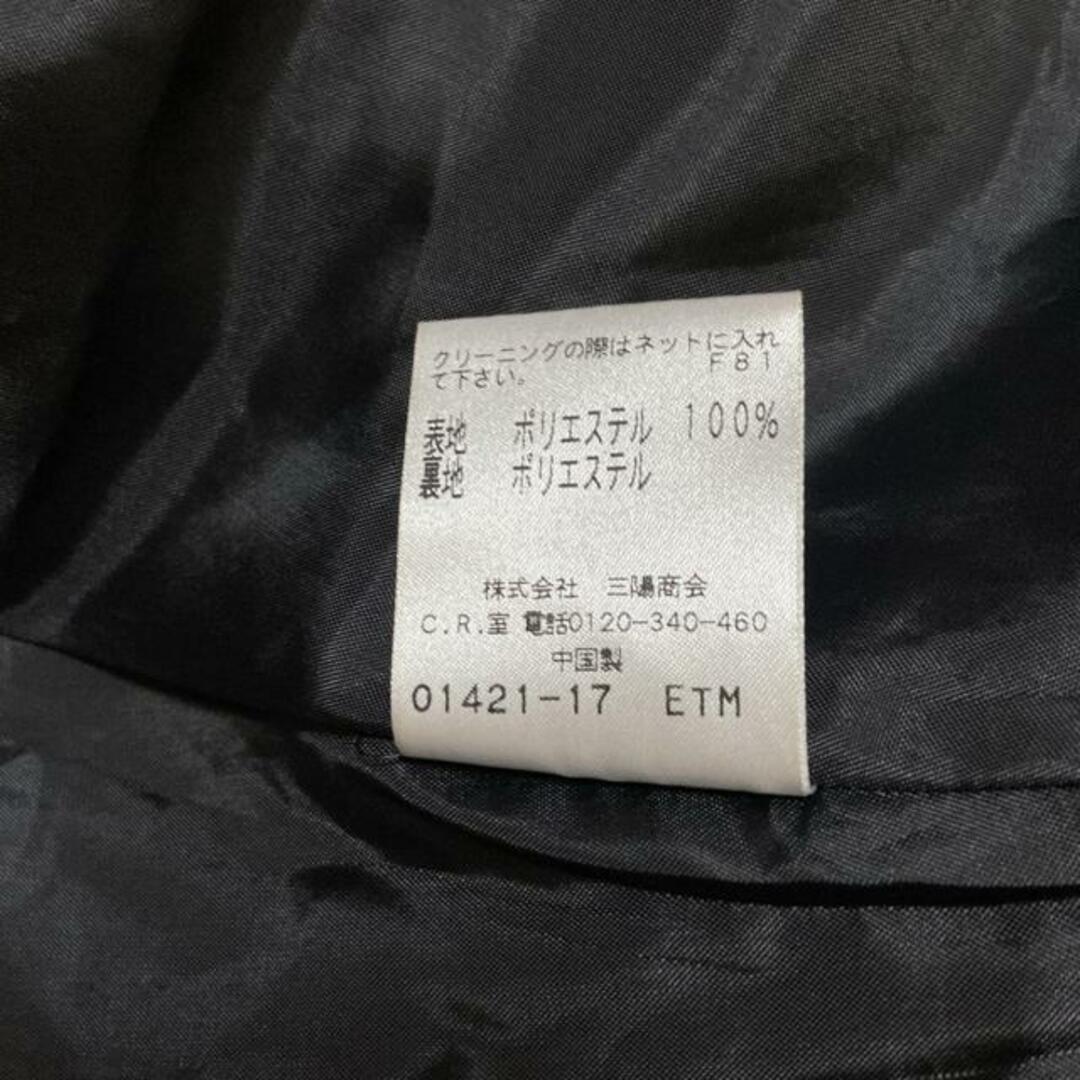 クリーニングの際はネットに入れ
て下さい。 F81
表地 ポリエステル 100%
裏地 ポリエステル
株式会社 三陽商会
C.R.室 電話0120-340-460
中国製
01421-17 ETM